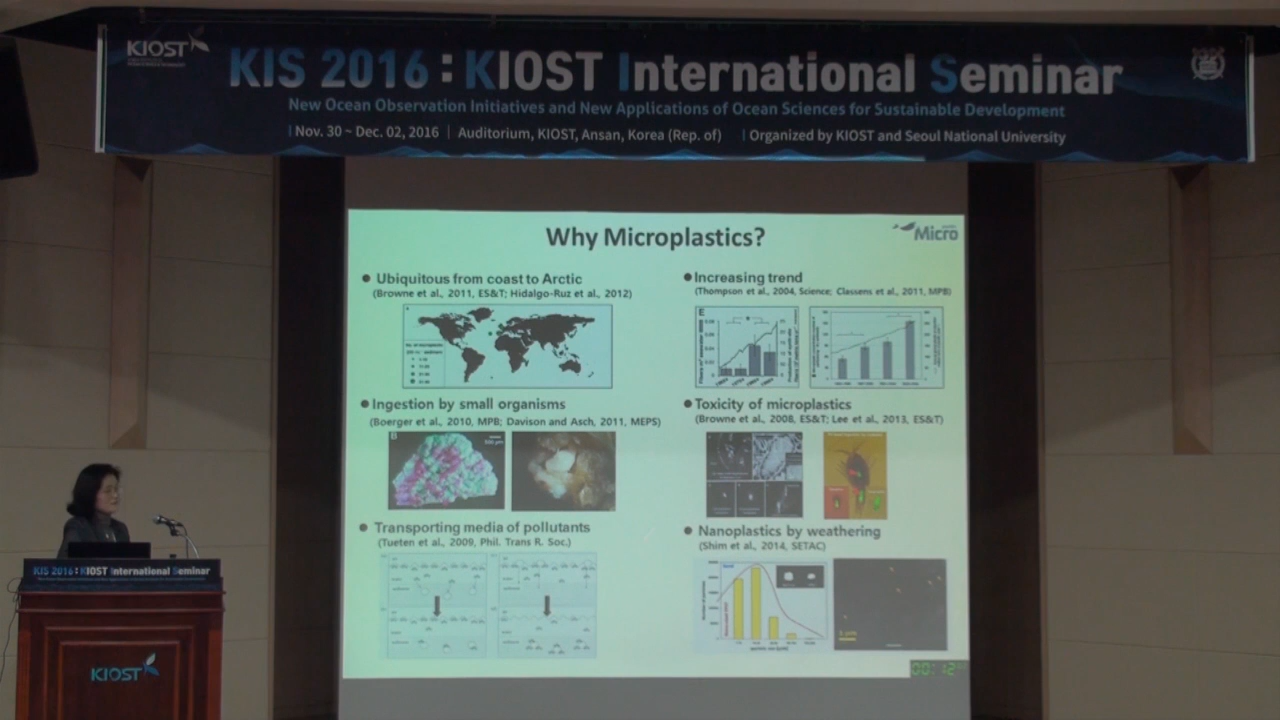 KIOST
KIS 2016 : KIOST International Seminar
New Ocean Observation Initiatives and New Applications of Ocean Sciences for Sustainable Development
Nov. 30 ~ Dec. 02, 2016 | Auditorium, KIOST, Ansan, Korea (Rep. of) | Organized by KIOST and Seoul National University
Why Microplastics?
Micro
● Ubiquitous from coast to Arctic
(Browne et al., 2011, ES&T; Hidalgo-Ruz et al., 2012)
● Increasing trend
(Thompson et al., 2004, Science; Classens et al., 2011, MPB)
E
● Ingestion by small organisms
(Boerger et al., 2010, MPB; Davison and Asch, 2011, MEPS)
B
● Toxicity of microplastics
(Browne et al., 2008, ES&T; Lee et al., 2013, ES&T)
● Transporting media of pollutants
(Tueten et al., 2009, Phil. Trans R. Soc.)
● Nanoplastics by weathering
(Shim et al., 2014, SETAC)
00:12
KIS 2016 : KIOST International Seminar
KIOST